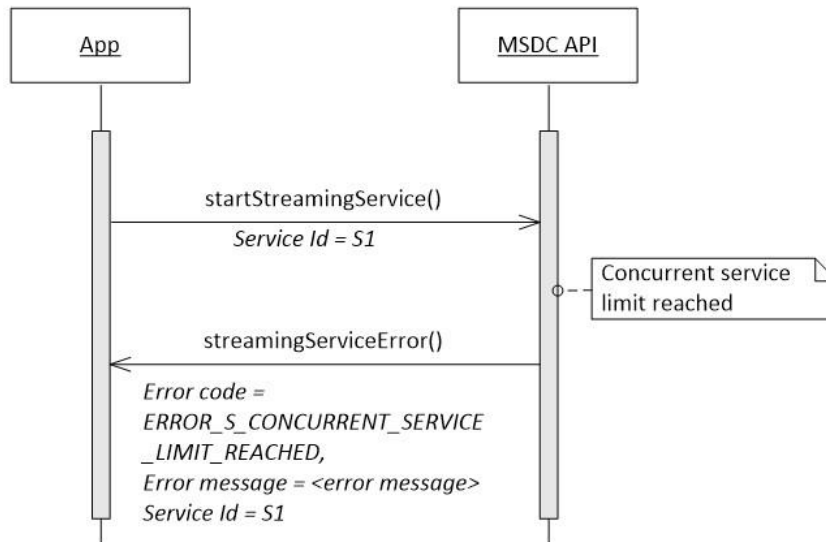 App
MSDC API
startStreamingService()
Service Id = S1
Concurrent service
limit reached
streamingServiceError()
Error code =
ERROR_S_CONCURRENT_SERVICE
_LIMIT_REACHED,
Error message = <error message>
Service Id = S1